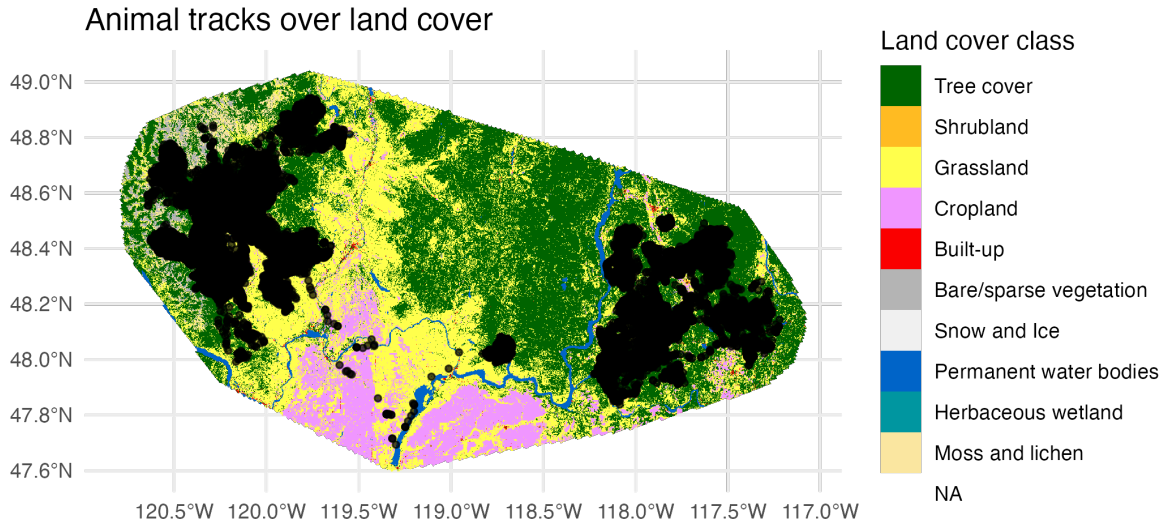 Animal tracks over land cover
Land cover class
49.0°N
48.8°N
48.6°N
48.4°N
48.2°N
48.0°N
47.8°N
47.6°N
120.5°W 120.0°W 119.5°W 119.0°W 118.5°W 118.0°W 117.5°W 117.0°W
Tree cover
Shrubland
Grassland
Cropland
Built-up
Bare/sparse vegetation
Snow and Ice
Permanent water bodies
Herbaceous wetland
Moss and lichen
NA